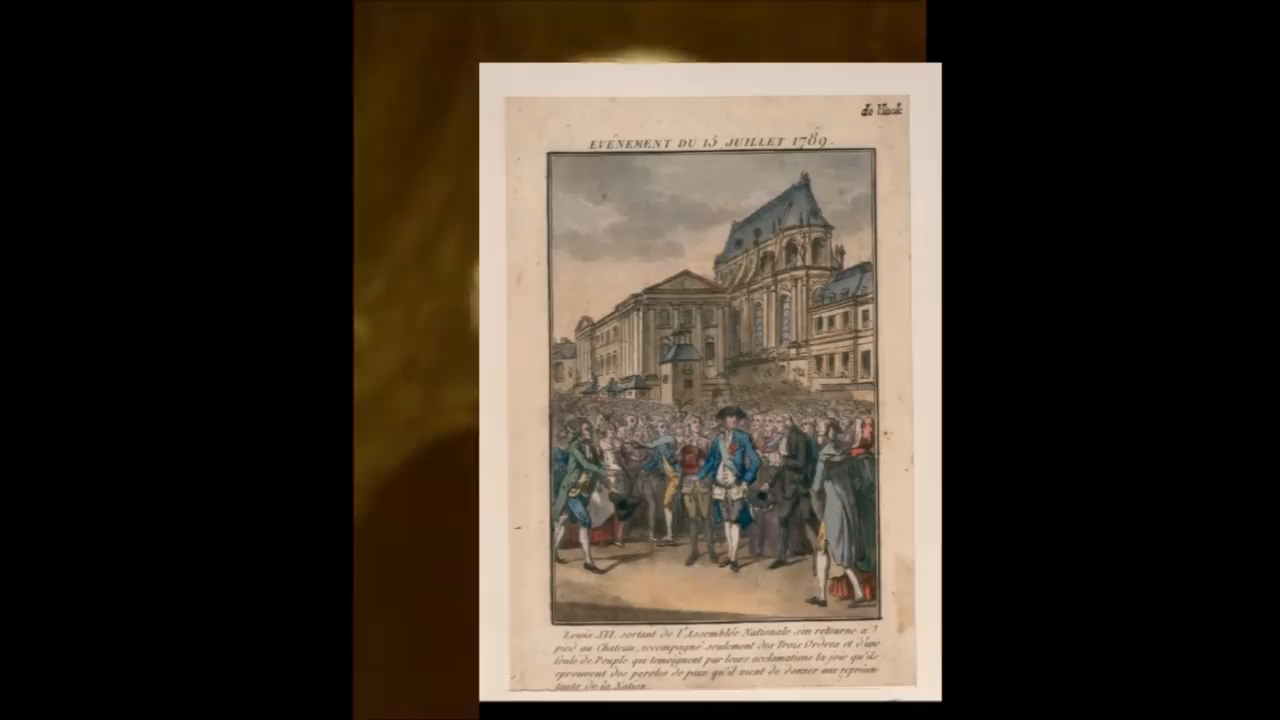 de Vinck
EVÉNEMENT DU 15 JUILLET 1789.
Louis XVI. sortant de l'Assemblée Nationale s'en retourne a
pied au Chateau, accompagné seulement des Trois Ordres et d'une
foule de Peuple qui temoignent par leurs acclamations la joie qu'ils
eprouvent des paroles de paix qu'il vient de donner aux représen-
tants de la Nation.